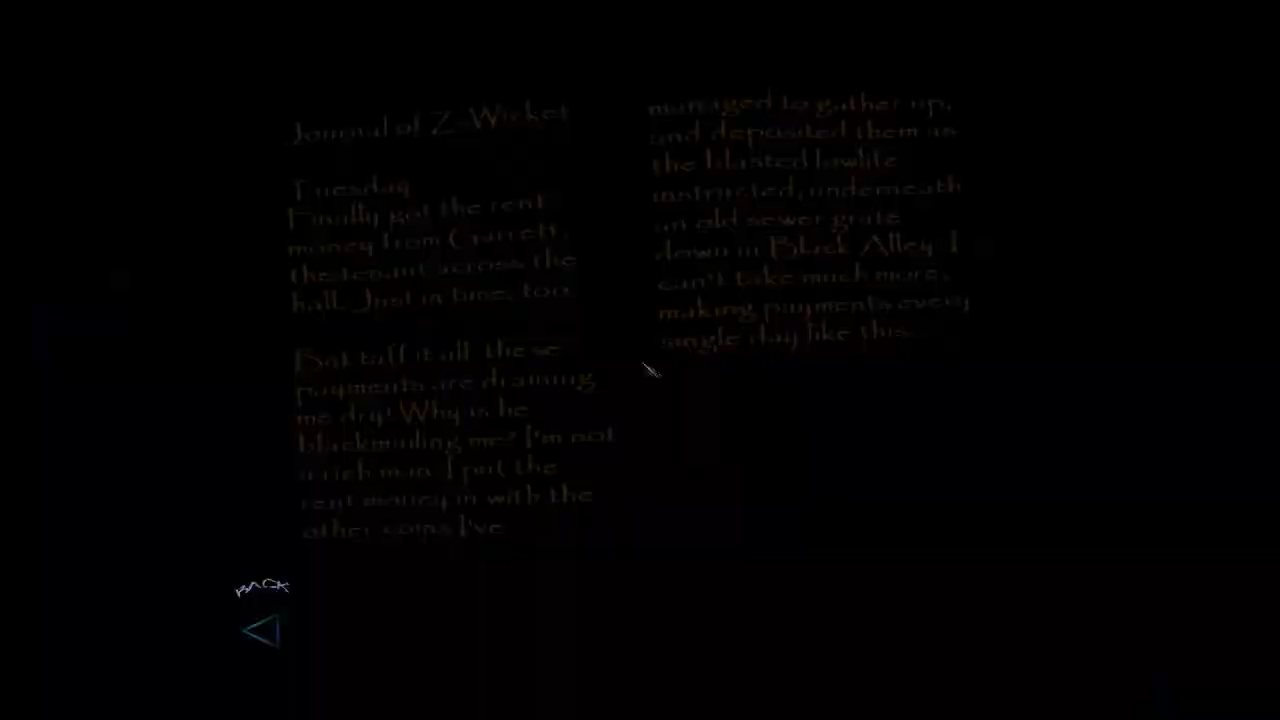 Journal of Z. Wicket
Tuesday
Finally got the rent
money from Garrett,
the tenant across the
hall. Just in time, too.
But taff it all, these
payments are draining
me dry! Why is he
blackmailing me? I'm not
a rich man. I put the
rent money in with the
other coins I've
managed to gather up,
and deposited them as
the blasted lowlife
instructed, underneath
an old sewer grate
down in Black Alley. I
can't take much more,
making payments every
single day like this...
BACK